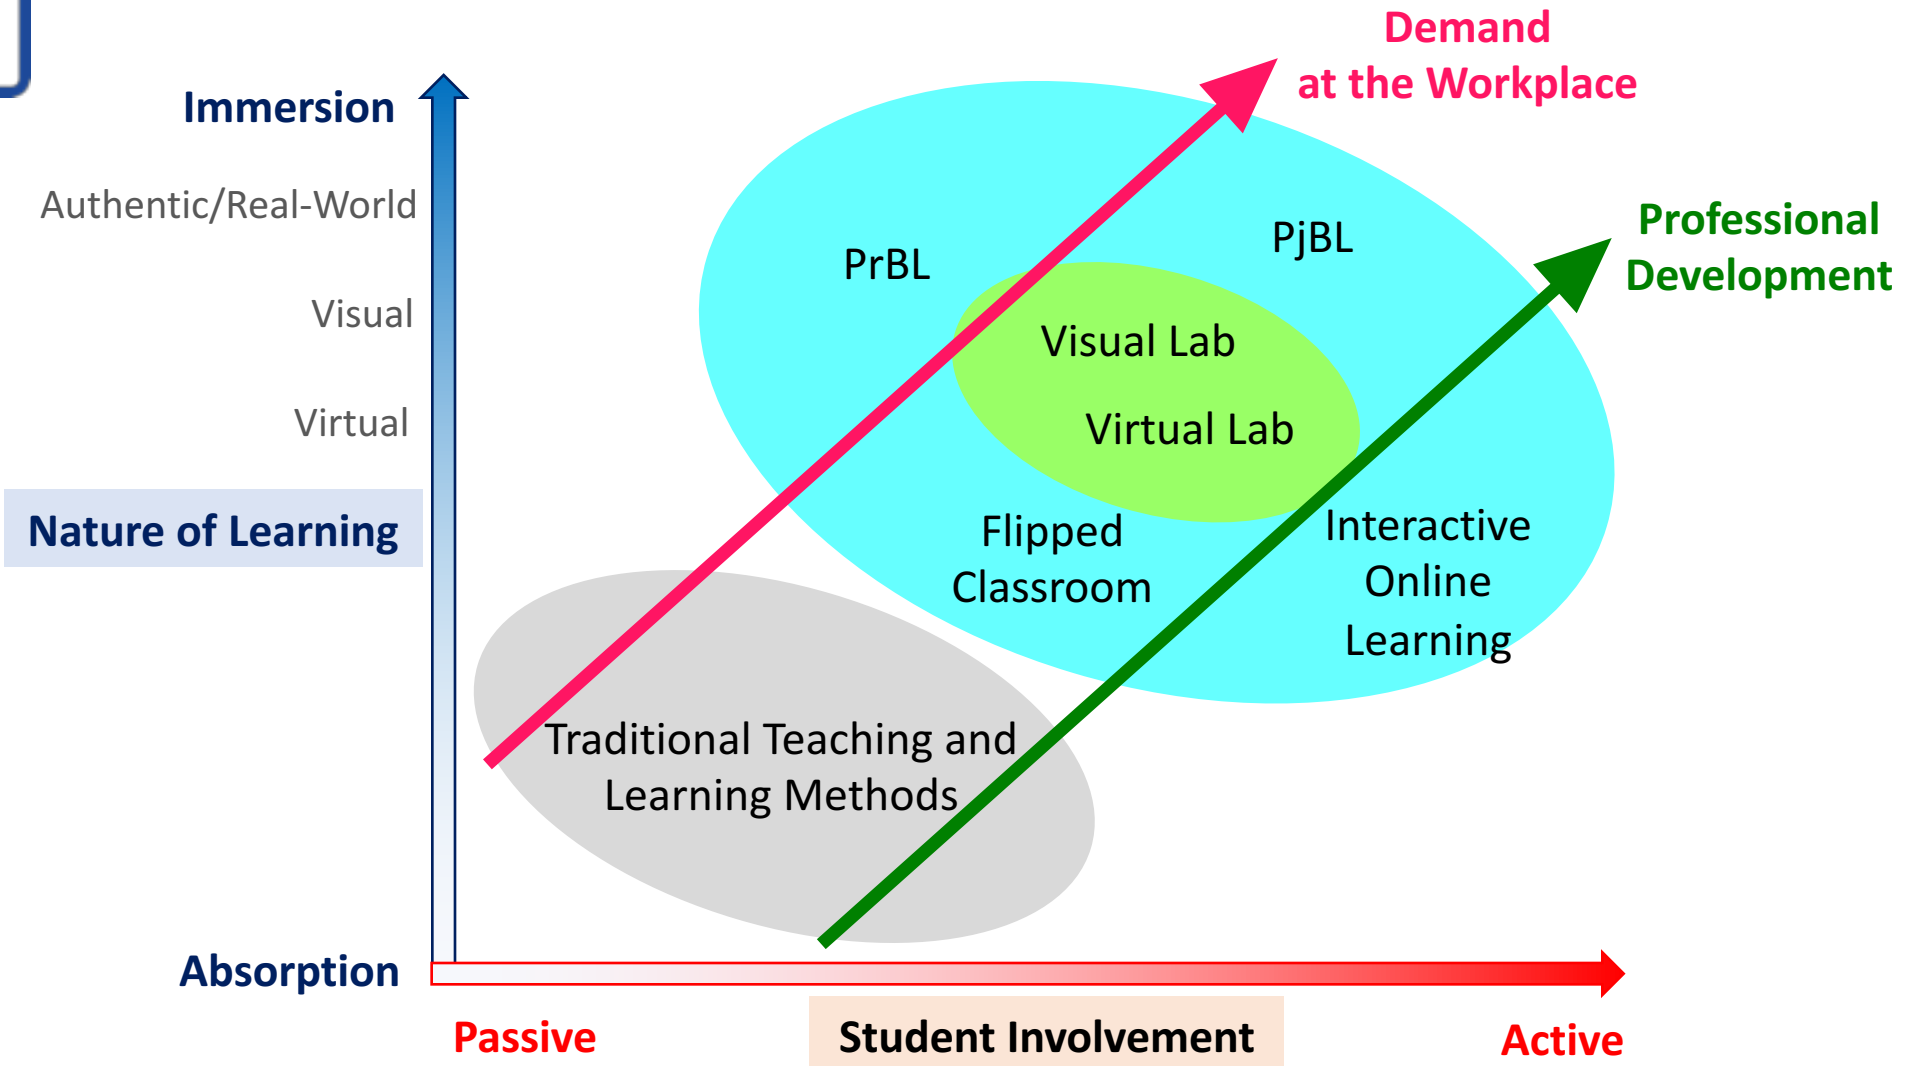 Demand
at the Workplace
Immersion
Authentic/Real-World
Professional
Development
PrBL
PjBL
Visual
Visual Lab
Virtual
Virtual Lab
Nature of Learning
Flipped
Classroom
Interactive
Online
Learning
Traditional Teaching and
Learning Methods
Absorption
Passive
Student Involvement
Active